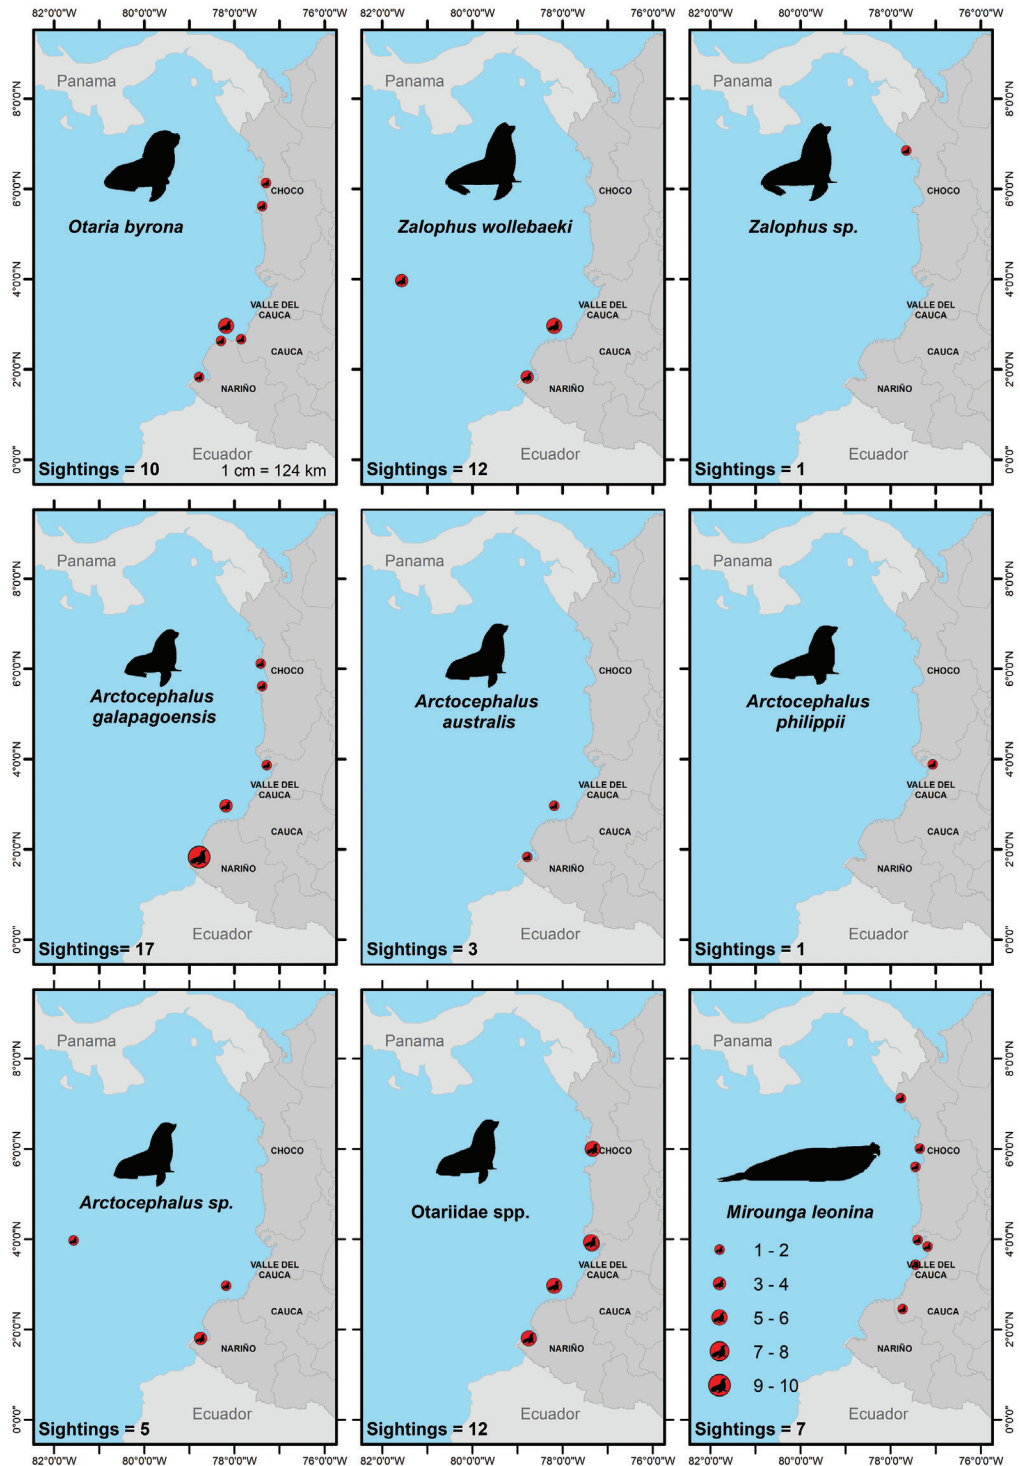 82°0'0"W 80°0'0"W 78°0'0"W 76°0'0"W 82°0'0"W 80°0'0"W 78°0'0"W 76°0'0"W 80°0'0"W 78°0'0"W 76°0'0"W
8°0'0"N
6°0'0"N
4°0'0"N
2°0'0"N
0°0'0"
Panama
CHOCO
Otaria byrona
VALLE DEL
CAUCA
CAUCA
NARIÑO
Ecuador
Sightings = 10
1 cm = 124 km
Panama
CHOCO
Zalophus wollebaeki
VALLE DEL
CAUCA
CAUCA
NARIÑO
Ecuador
Sightings = 12
Panama
CHOCO
Zalophus sp.
VALLE DEL
CAUCA
CAUCA
NARIÑO
Ecuador
Sightings = 1
8°0'0"N
6°0'0"N
4°0'0"N
2°0'0"N
0°0'0"
8°0'0"N
6°0'0"N
4°0'0"N
2°0'0"N
0°0'0"
Panama
CHOCO
Arctocephalus
galapagoensis
VALLE DEL
CAUCA
CAUCA
NARIÑO
Ecuador
Sightings= 17
Panama
CHOCO
Arctocephalus
australis
VALLE DEL
CAUCA
CAUCA
NARIÑO
Ecuador
Sightings = 3
Panama
CHOCO
Arctocephalus
philippii
VALLE DEL
CAUCA
CAUCA
NARIÑO
Ecuador
Sightings = 1
8°0'0"N
6°0'0"N
4°0'0"N
2°0'0"N
0°0'0"
8°0'0"N
6°0'0"N
4°0'0"N
2°0'0"N
0°0'0"
Panama
CHOCO
Arctocephalus sp.
VALLE DEL
CAUCA
CAUCA
NARIÑO
Ecuador
Sightings = 5
Panama
CHOCO
Otariidae spp.
VALLE DEL
CAUCA
CAUCA
NARIÑO
Ecuador
Sightings = 12
Panama
CHOCO
Mirounga leonina
1 - 2
3 - 4
5 - 6
7 - 8
9 - 10
VALLE DEL
CAUCA
CAUCA
NARIÑO
Ecuador
Sightings = 7
8°0'0"N
6°0'0"N
4°0'0"N
2°0'0"N
0°0'0"
82°0'0"W 80°0'0"W 78°0'0"W 76°0'0"W 82°0'0"W 80°0'0"W 78°0'0"W 76°0'0"W 82°0'0"W 80°0'0"W 78°0'0"W 76°0'0"W